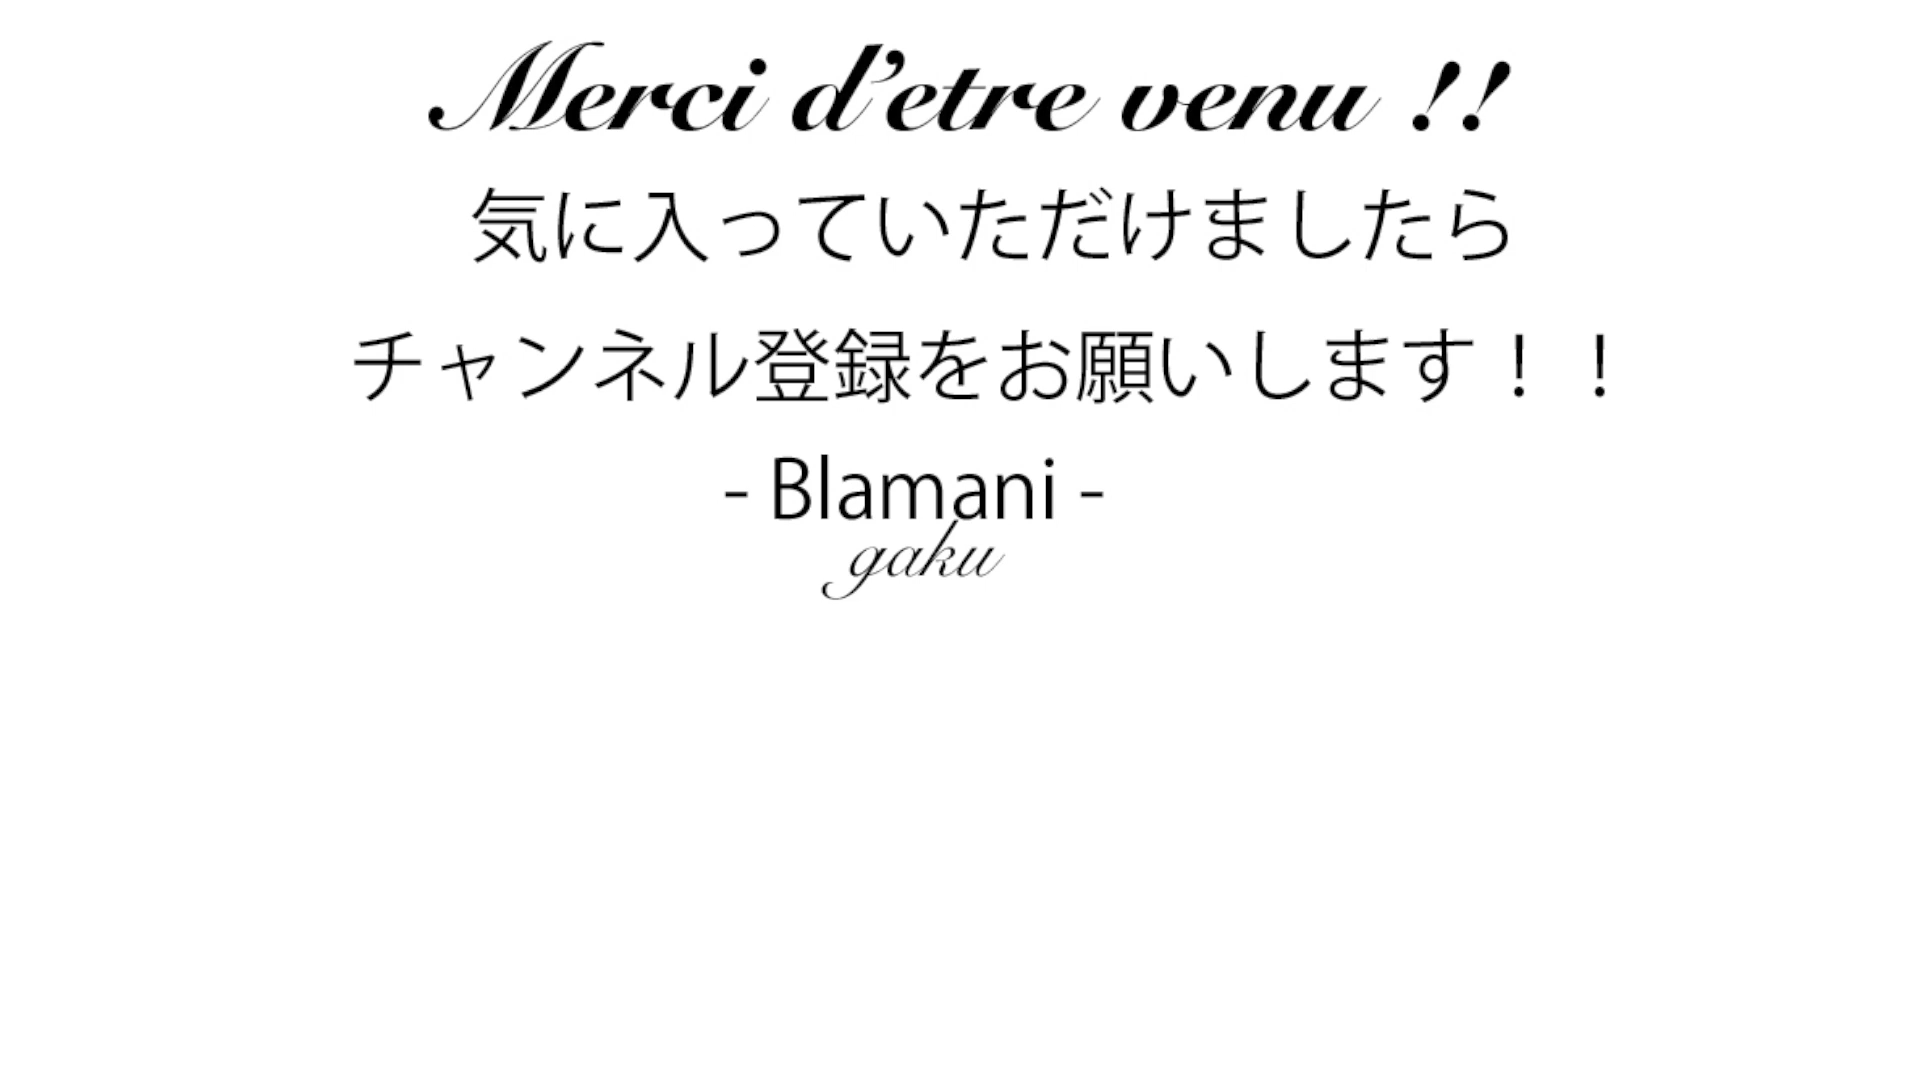 Merci d’etre venu !!
気に入っていただけましたら
チャンネル登録をお願いします！！
- Blamani -
gaku